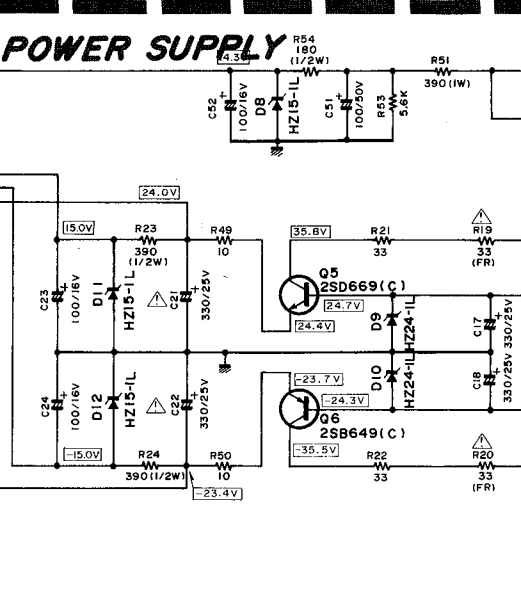 POWER SUPPLY
R54
180
(1/2W)
R51
390(1W)
C52
100/16V
D8
HZ15-1L
C51
100/50V
R53
5.6K
24.0V
15.0V
R23
390
(1/2W)
R49
10
35.6V
R21
33
R19
33
(FR)
C23
100/16V
D11
HZ15-1L
C21
330/25V
Q5
2SD669(C)
24.7V
24.4V
D9
HZ24-1L
C17
330/25V
C24
100/16V
D12
HZ15-1L
C22
330/25V
-23.7V
-24.3V
D10
HZ24-1L
C18
330/25V
Q6
2SB649(C)
-15.0V
R24
390(1/2W)
R50
10
-35.5V
R22
33
R20
33
(FR)
-23.4V